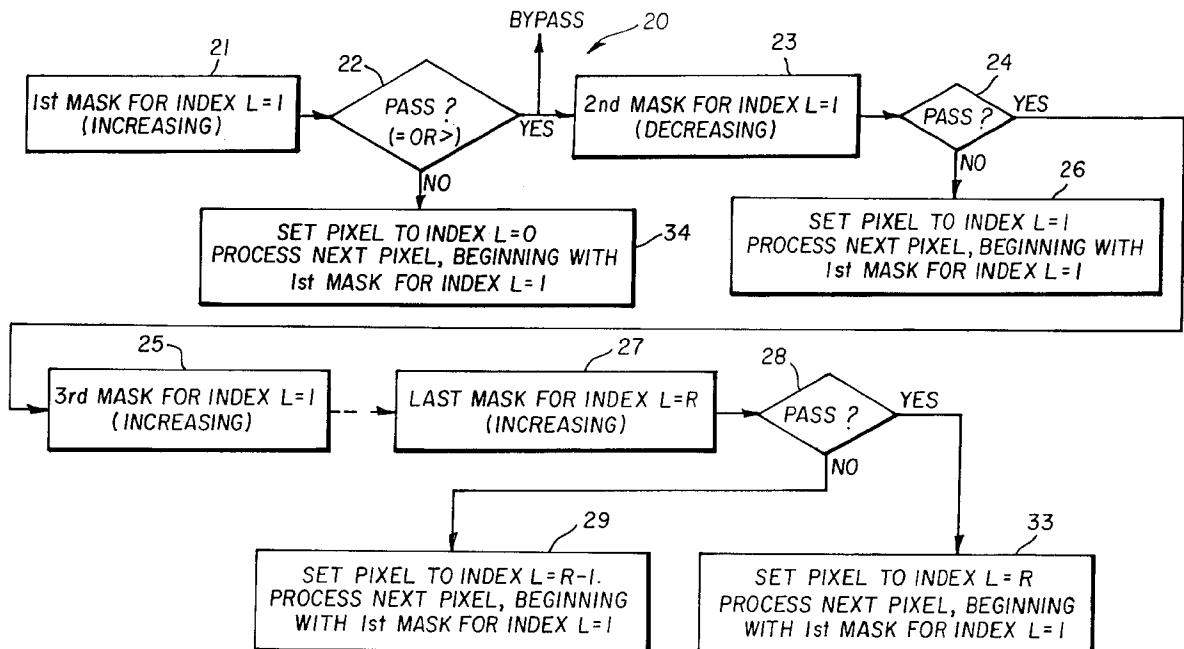 BYPASS
20
21
1st MASK FOR INDEX L=1
(INCREASING)
22
PASS ?
(= OR >)
YES
NO
23
2nd MASK FOR INDEX L=1
(DECREASING)
24
PASS ?
YES
NO
34
SET PIXEL TO INDEX L=0
PROCESS NEXT PIXEL, BEGINNING WITH
1st MASK FOR INDEX L=1
26
SET PIXEL TO INDEX L=1
PROCESS NEXT PIXEL, BEGINNING WITH
1st MASK FOR INDEX L=1
25
3rd MASK FOR INDEX L=1
(INCREASING)
27
LAST MASK FOR INDEX L=R
(INCREASING)
28
PASS ?
YES
NO
29
SET PIXEL TO INDEX L=R-1.
PROCESS NEXT PIXEL, BEGINNING
WITH 1st MASK FOR INDEX L=1
33
SET PIXEL TO INDEX L=R
PROCESS NEXT PIXEL, BEGINNING
WITH 1st MASK FOR INDEX L=1